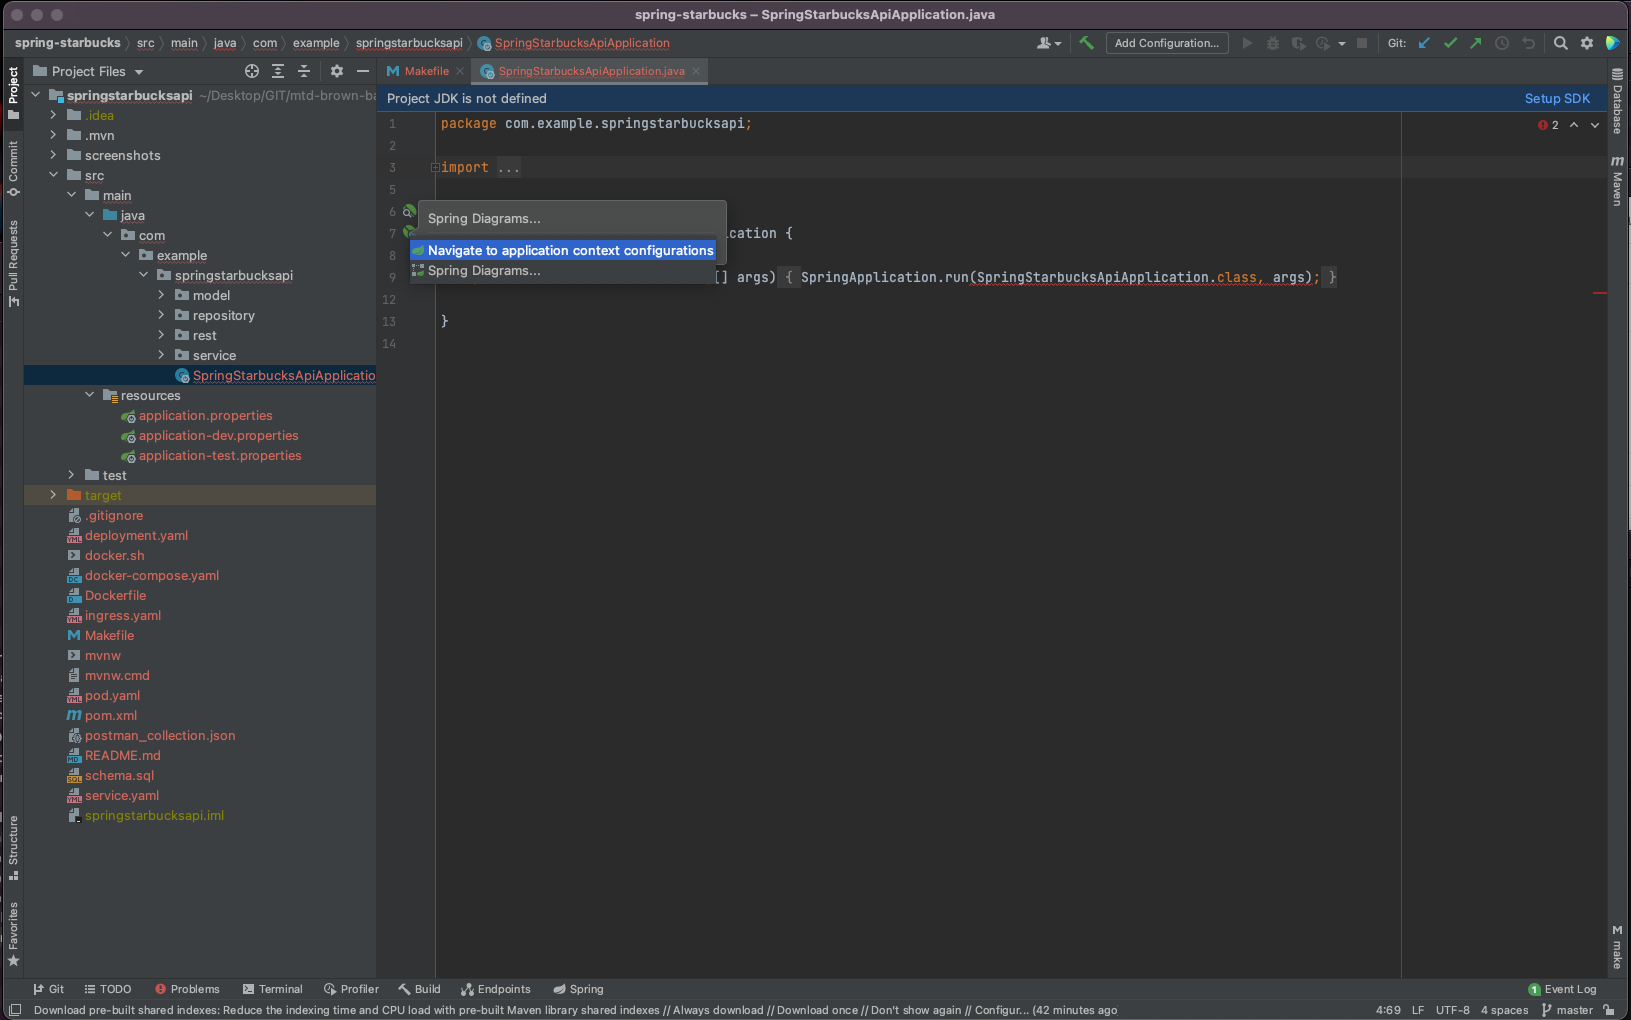 spring-starbucks – SpringStarbucksApiApplication.java
spring-starbucks src main java com example springstarbucksapi SpringStarbucksApiApplication
Add Configuration...
Git:
Project Files
Makefile
SpringStarbucksApiApplication.java
Project JDK is not defined
Setup SDK
Project
Commit
Pull Requests
Structure
Favorites
springstarbucksapi ~/Desktop/GIT/mtd-brown-ba
.idea
.mvn
screenshots
src
main
java
com
example
springstarbucksapi
model
repository
rest
service
SpringStarbucksApiApplicatio
resources
application.properties
application-dev.properties
application-test.properties
test
target
.gitignore
deployment.yaml
docker.sh
docker-compose.yaml
Dockerfile
ingress.yaml
Makefile
mvnw
mvnw.cmd
pod.yaml
pom.xml
postman_collection.json
README.md
schema.sql
service.yaml
springstarbucksapi.iml
1 package com.example.springstarbucksapi;
2
3 import ...
5
6
7 ication {
8
9 [] args) { SpringApplication.run(SpringStarbucksApiApplication.class, args); }
12
13 }
14
Spring Diagrams...
Navigate to application context configurations
Spring Diagrams...
2
Database
Maven
make
Git
TODO
Problems
Terminal
Profiler
Build
Endpoints
Spring
1 Event Log
Download pre-built shared indexes: Reduce the indexing time and CPU load with pre-built Maven library shared indexes // Always download // Download once // Don't show again // Configur... (42 minutes ago
4:69 LF UTF-8 4 spaces master